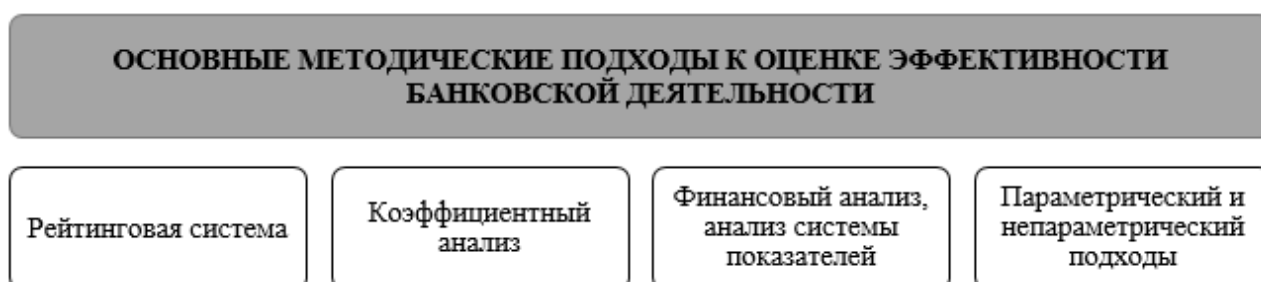 ОСНОВНЫЕ МЕТОДИЧЕСКИЕ ПОДХОДЫ К ОЦЕНКЕ ЭФФЕКТИВНОСТИ
БАНКОВСКОЙ ДЕЯТЕЛЬНОСТИ
Рейтинговая система
Коэффициентный
анализ
Финансовый анализ,
анализ системы
показателей
Параметрический и
непараметрический
подходы